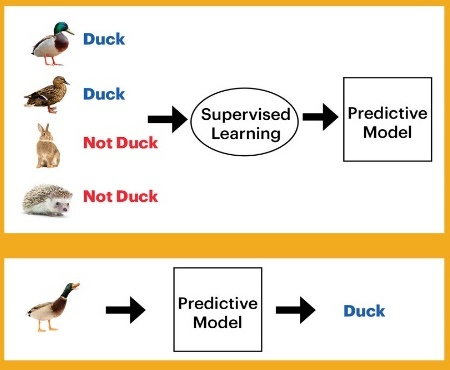 Duck
Duck
Not Duck
Not Duck
Supervised
Learning
Predictive
Model
Predictive
Model
Duck